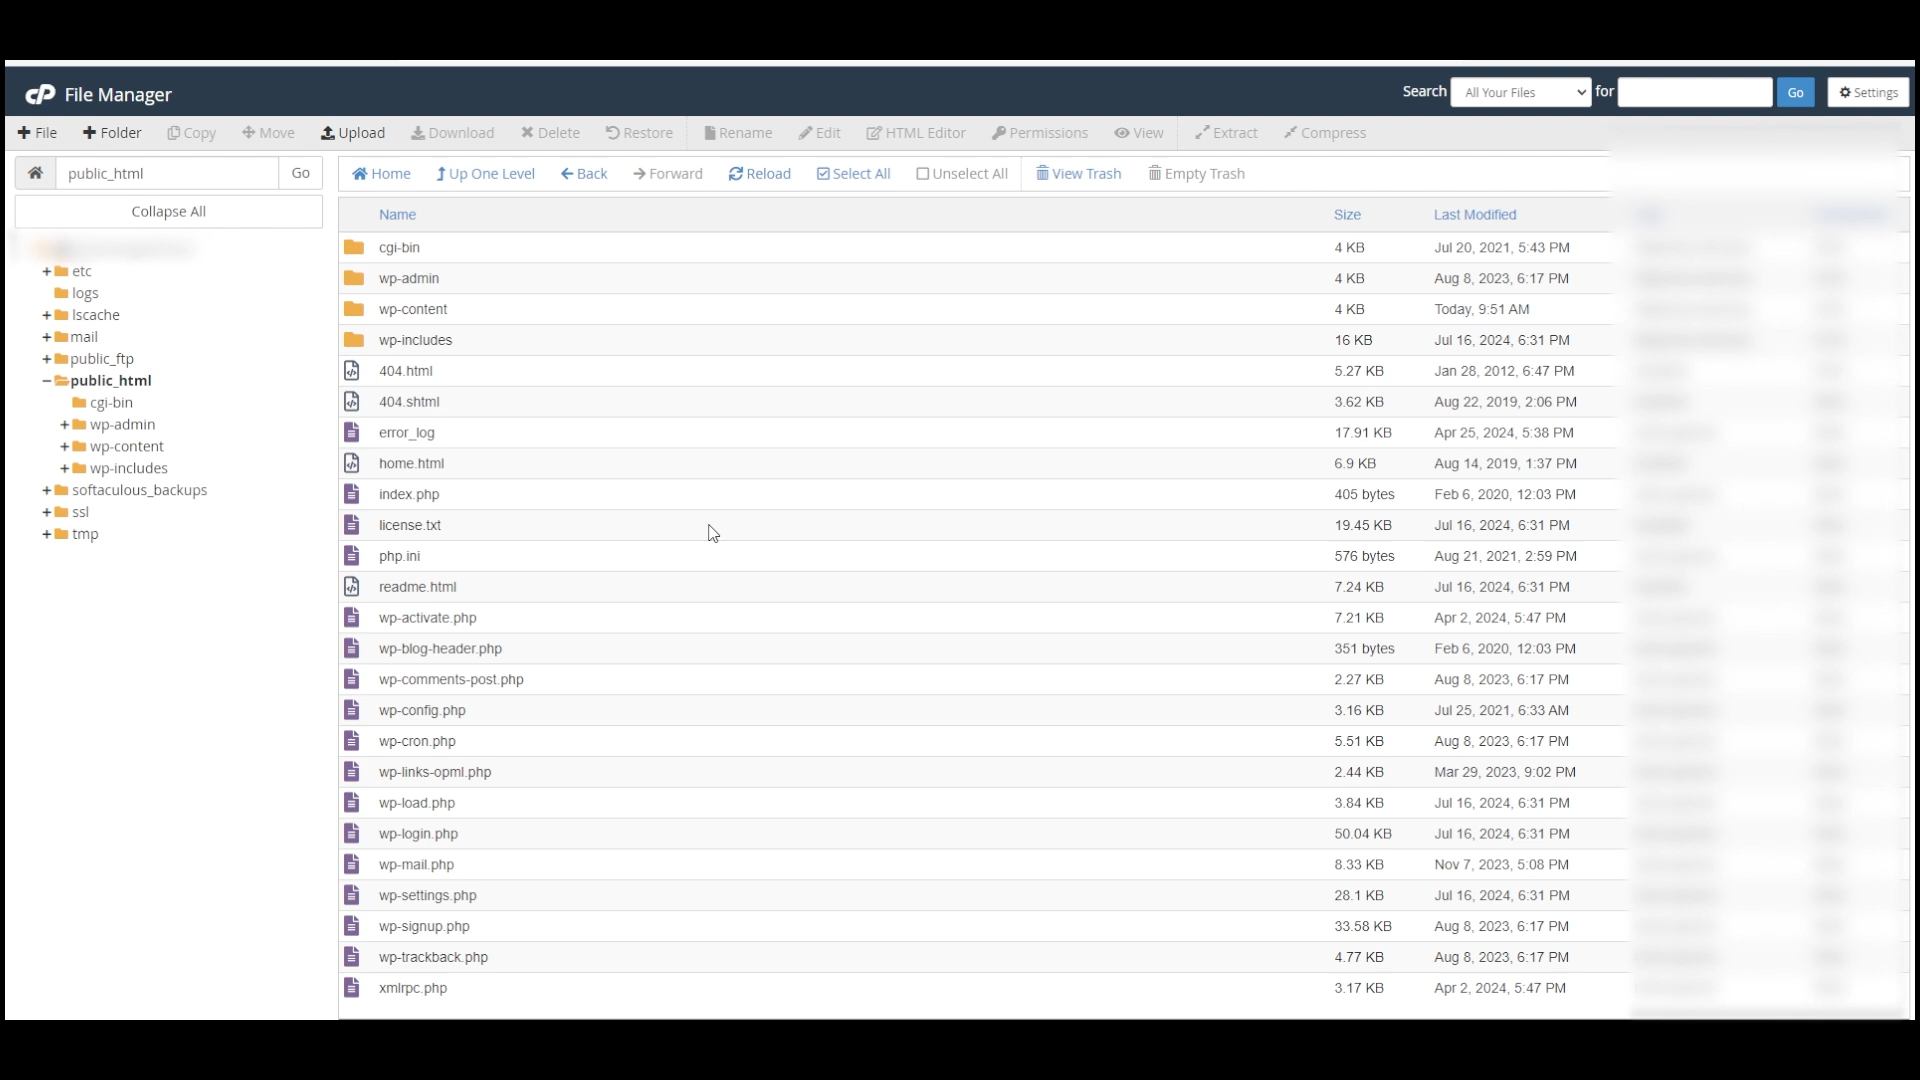 cP File Manager Search All Your Files for Go Settings
File Folder Copy Move Upload Download Delete Restore Rename Edit HTML Editor Permissions View Extract Compress
public_html Go Home Up One Level Back Forward Reload Select All Unselect All View Trash Empty Trash
Collapse All
etc
logs
lscache
mail
public_ftp
public_html
cgi-bin
wp-admin
wp-content
wp-includes
softaculous_backups
ssl
tmp
Name Size Last Modified
cgi-bin 4 KB Jul 20, 2021, 5:43 PM
wp-admin 4 KB Aug 8, 2023, 6:17 PM
wp-content 4 KB Today, 9:51 AM
wp-includes 16 KB Jul 16, 2024, 6:31 PM
404.html 5.27 KB Jan 28, 2012, 6:47 PM
404.shtml 3.62 KB Aug 22, 2019, 2:06 PM
error_log 17.91 KB Apr 25, 2024, 5:38 PM
home.html 6.9 KB Aug 14, 2019, 1:37 PM
index.php 405 bytes Feb 6, 2020, 12:03 PM
license.txt 19.45 KB Jul 16, 2024, 6:31 PM
php.ini 576 bytes Aug 21, 2021, 2:59 PM
readme.html 7.24 KB Jul 16, 2024, 6:31 PM
wp-activate.php 7.21 KB Apr 2, 2024, 5:47 PM
wp-blog-header.php 351 bytes Feb 6, 2020, 12:03 PM
wp-comments-post.php 2.27 KB Aug 8, 2023, 6:17 PM
wp-config.php 3.16 KB Jul 25, 2021, 6:33 AM
wp-cron.php 5.51 KB Aug 8, 2023, 6:17 PM
wp-links-opml.php 2.44 KB Mar 29, 2023, 9:02 PM
wp-load.php 3.84 KB Jul 16, 2024, 6:31 PM
wp-login.php 50.04 KB Jul 16, 2024, 6:31 PM
wp-mail.php 8.33 KB Nov 7, 2023, 5:08 PM
wp-settings.php 28.1 KB Jul 16, 2024, 6:31 PM
wp-signup.php 33.58 KB Aug 8, 2023, 6:17 PM
wp-trackback.php 4.77 KB Aug 8, 2023, 6:17 PM
xmlrpc.php 3.17 KB Apr 2, 2024, 5:47 PM